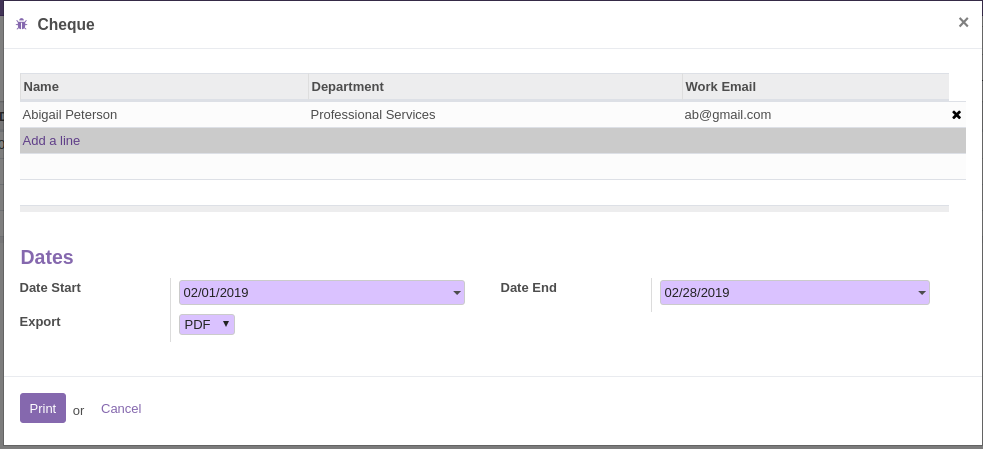 Cheque ×
Name Department Work Email
Abigail Peterson Professional Services ab@gmail.com ✖
Add a line
Dates
Date Start 02/01/2019 Date End 02/28/2019
Export PDF
Print or Cancel